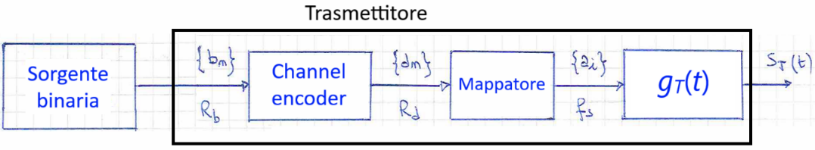 Trasmettitore
Sorgente
binaria
{bm}
Rb
Channel
encoder
{dm}
Rd
Mappatore
{ai}
fs
gT(t)
ST(t)